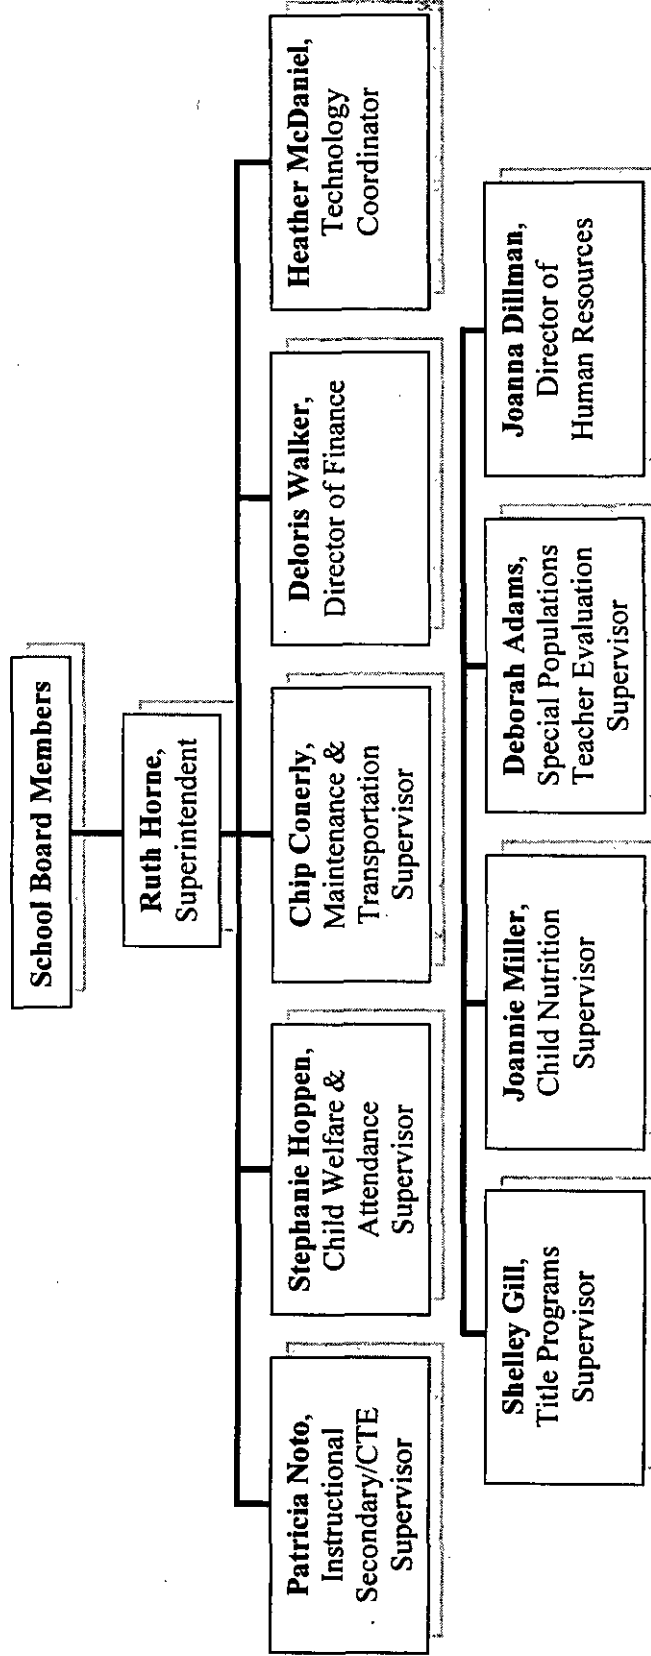 School Board Members
Ruth Horne,
Superintendent
Patricia Noto,
Instructional
Secondary/CTE
Supervisor
Stephanie Hoppen,
Child Welfare &
Attendance
Supervisor
Chip Conerly,
Maintenance &
Transportation
Supervisor
Deloris Walker,
Director of Finance
Heather McDaniel,
Technology
Coordinator
Shelley Gill,
Title Programs
Supervisor
Joannie Miller,
Child Nutrition
Supervisor
Deborah Adams,
Special Populations
Teacher Evaluation
Supervisor
Joanna Dillman,
Director of
Human Resources